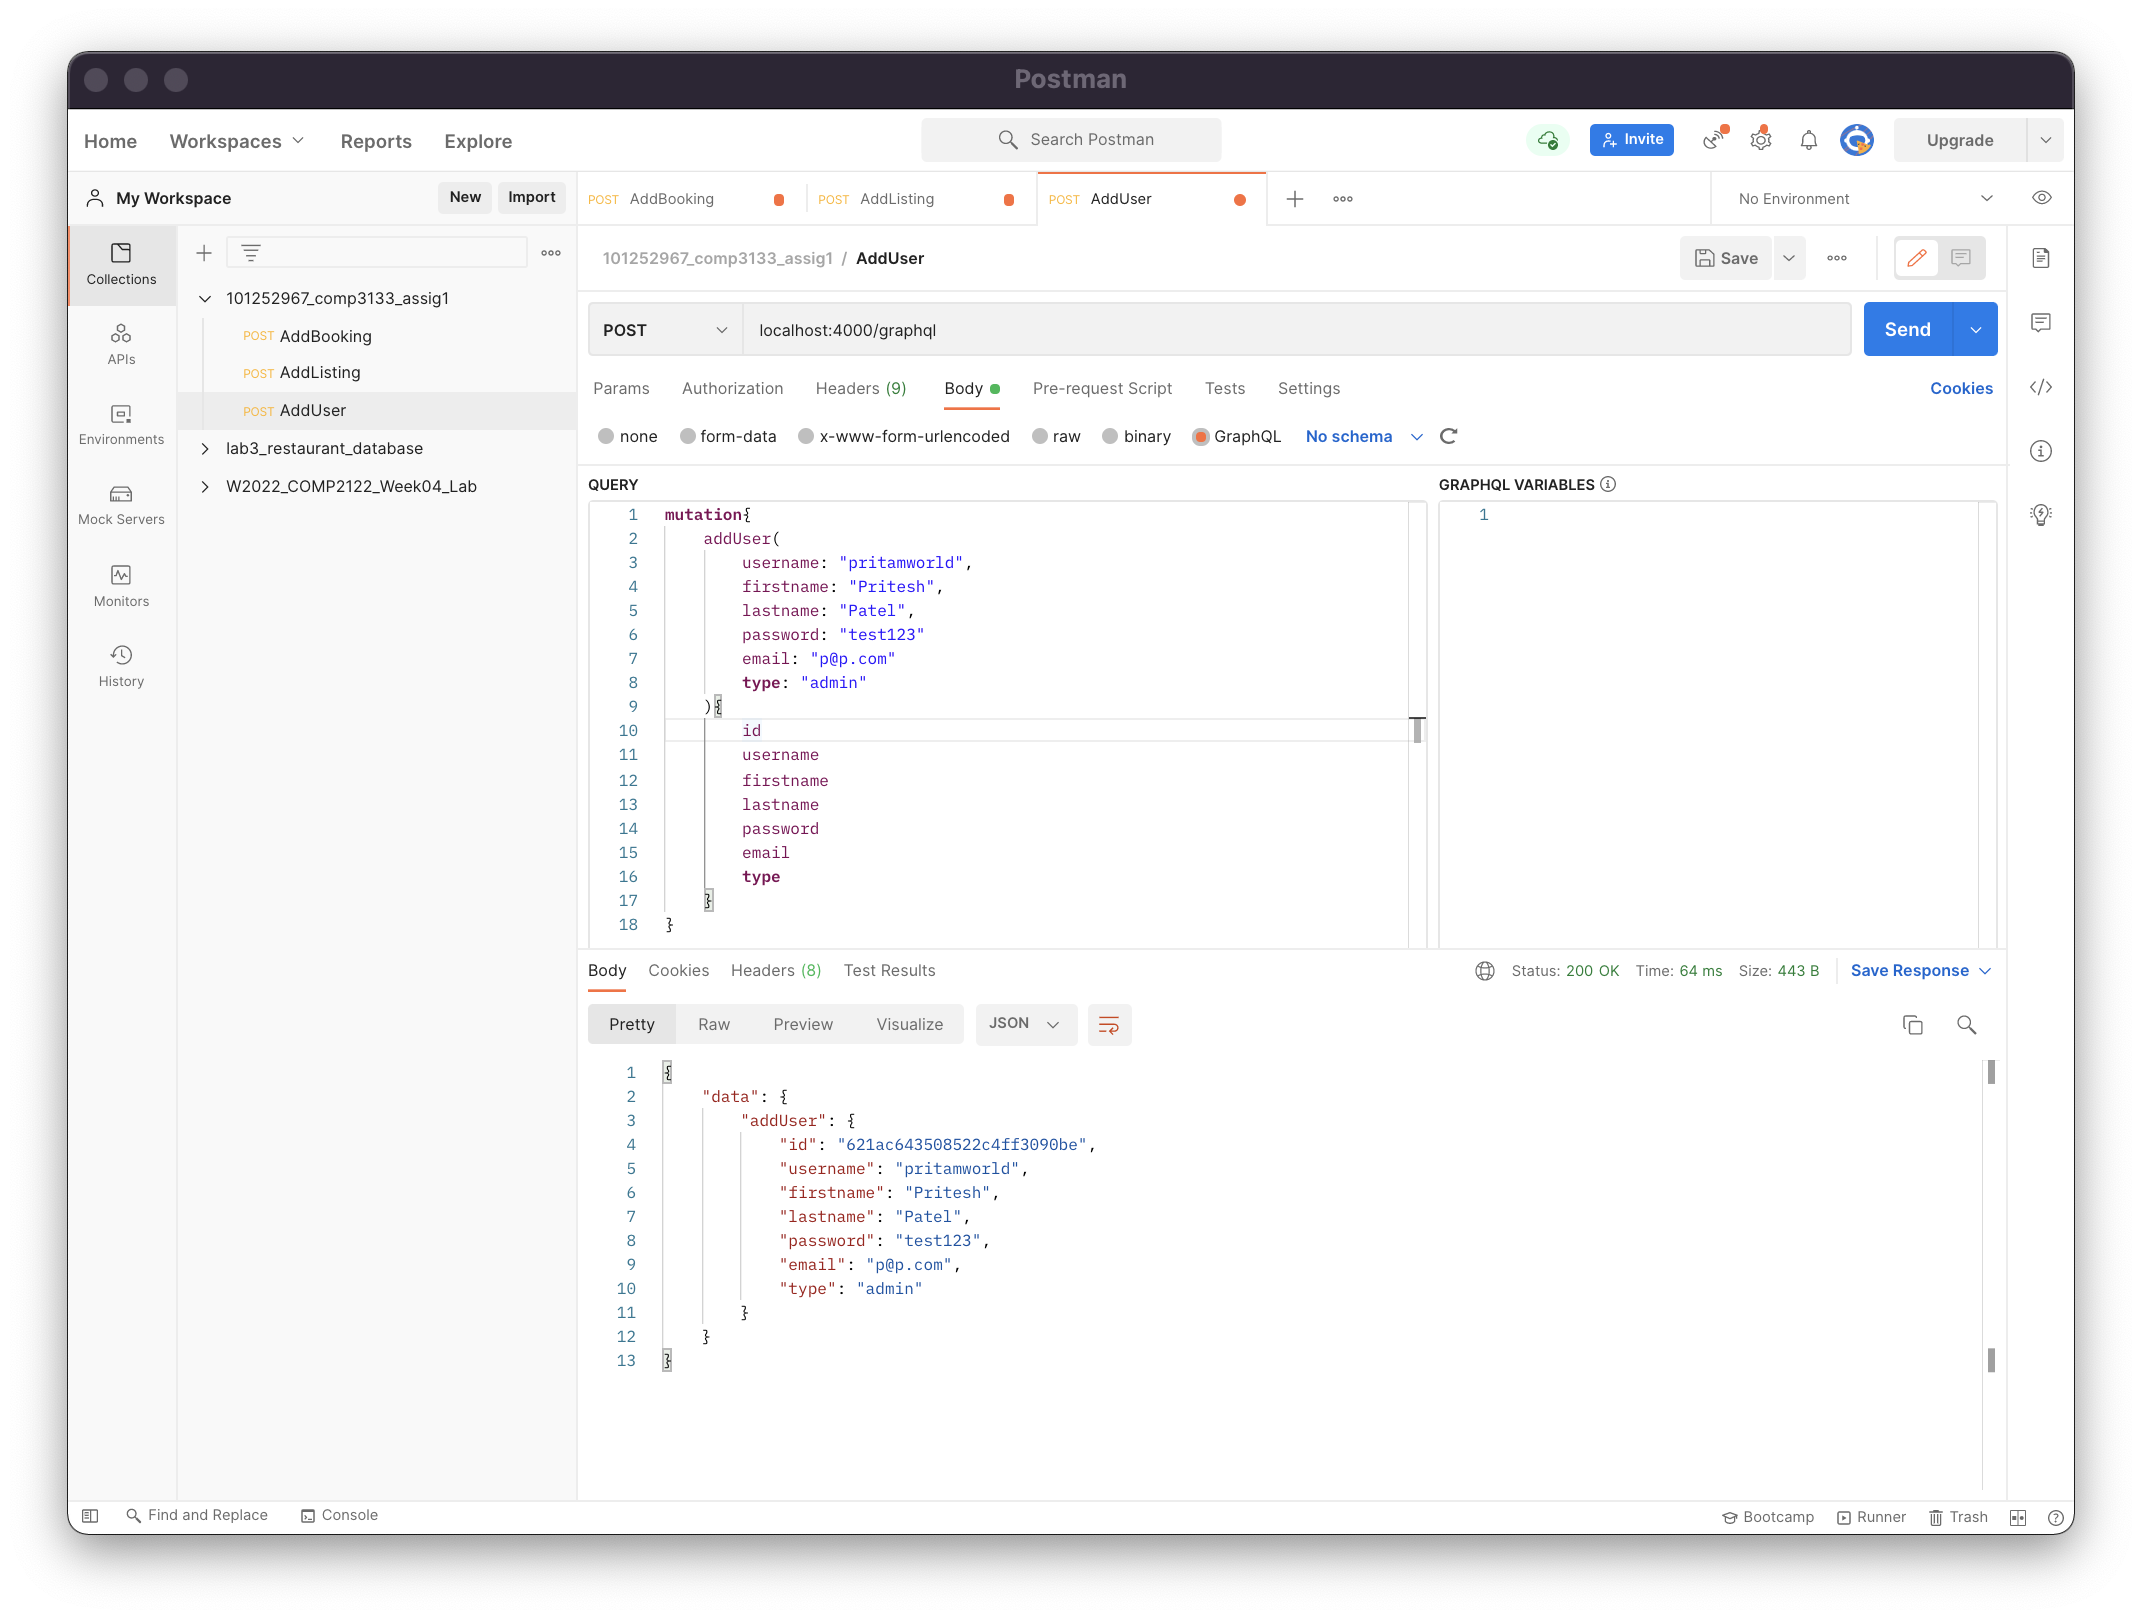 Postman
Home Workspaces Reports Explore Search Postman Invite Upgrade
My Workspace New Import POST AddBooking POST AddListing POST AddUser No Environment
Collections
APIs
Environments
Mock Servers
Monitors
History
101252967_comp3133_assig1
POST AddBooking
POST AddListing
POST AddUser
lab3_restaurant_database
W2022_COMP2122_Week04_Lab
101252967_comp3133_assig1 / AddUser Save
POST localhost:4000/graphql Send
Params Authorization Headers (9) Body Pre-request Script Tests Settings Cookies
none form-data x-www-form-urlencoded raw binary GraphQL No schema
QUERY
1 mutation{
2 addUser(
3 username: "pritamworld",
4 firstname: "Pritesh",
5 lastname: "Patel",
6 password: "test123"
7 email: "p@p.com"
8 type: "admin"
9 ){
10 id
11 username
12 firstname
13 lastname
14 password
15 email
16 type
17 }
18 }
GRAPHQL VARIABLES
1
Body Cookies Headers (8) Test Results Status: 200 OK Time: 64 ms Size: 443 B Save Response
Pretty Raw Preview Visualize JSON
1 {
2 "data": {
3 "addUser": {
4 "id": "621ac643508522c4ff3090be",
5 "username": "pritamworld",
6 "firstname": "Pritesh",
7 "lastname": "Patel",
8 "password": "test123",
9 "email": "p@p.com",
10 "type": "admin"
11 }
12 }
13 }
Find and Replace Console Bootcamp Runner Trash